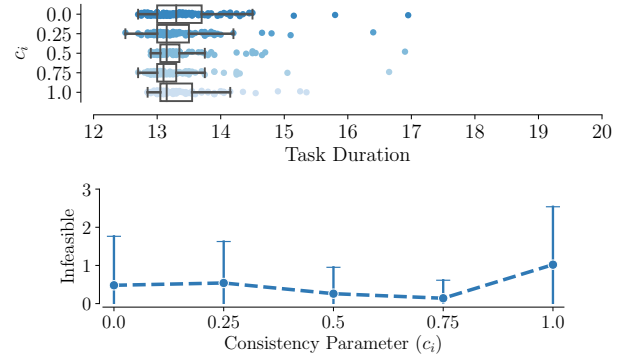 0.0
0.25
0.5
0.75
1.0
c_i
12 13 14 15 16 17 18 19 20
Task Duration
3
2
1
0
Infeasible
0.0 0.25 0.5 0.75 1.0
Consistency Parameter (c_i)